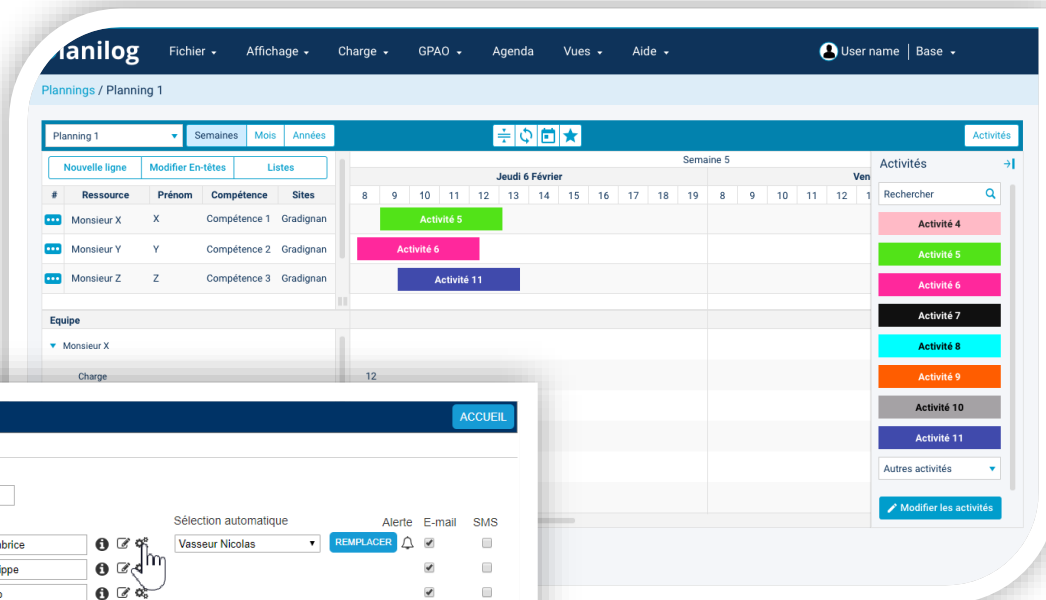 Planilog Fichier Affichage Charge GPAO Agenda Vues Aide User name | Base
Plannings / Planning 1
Planning 1 Semaines Mois Années Activités
Nouvelle ligne Modifier En-têtes Listes
Semaine 5
Jeudi 6 Février Ven
# Ressource Prénom Compétence Sites 8 9 10 11 12 13 14 15 16 17 18 19 8 9 10 11 12 1
Monsieur X X Compétence 1 Gradignan Activité 5
Monsieur Y Y Compétence 2 Gradignan Activité 6
Monsieur Z Z Compétence 3 Gradignan Activité 11
Equipe
Monsieur X
Charge 12
Activités
Rechercher
Activité 4
Activité 5
Activité 6
Activité 7
Activité 8
Activité 9
Activité 10
Activité 11
Autres activités
Modifier les activités
ACCUEIL
Sélection automatique Alerte E-mail SMS
Vasseur Nicolas REMPLACER